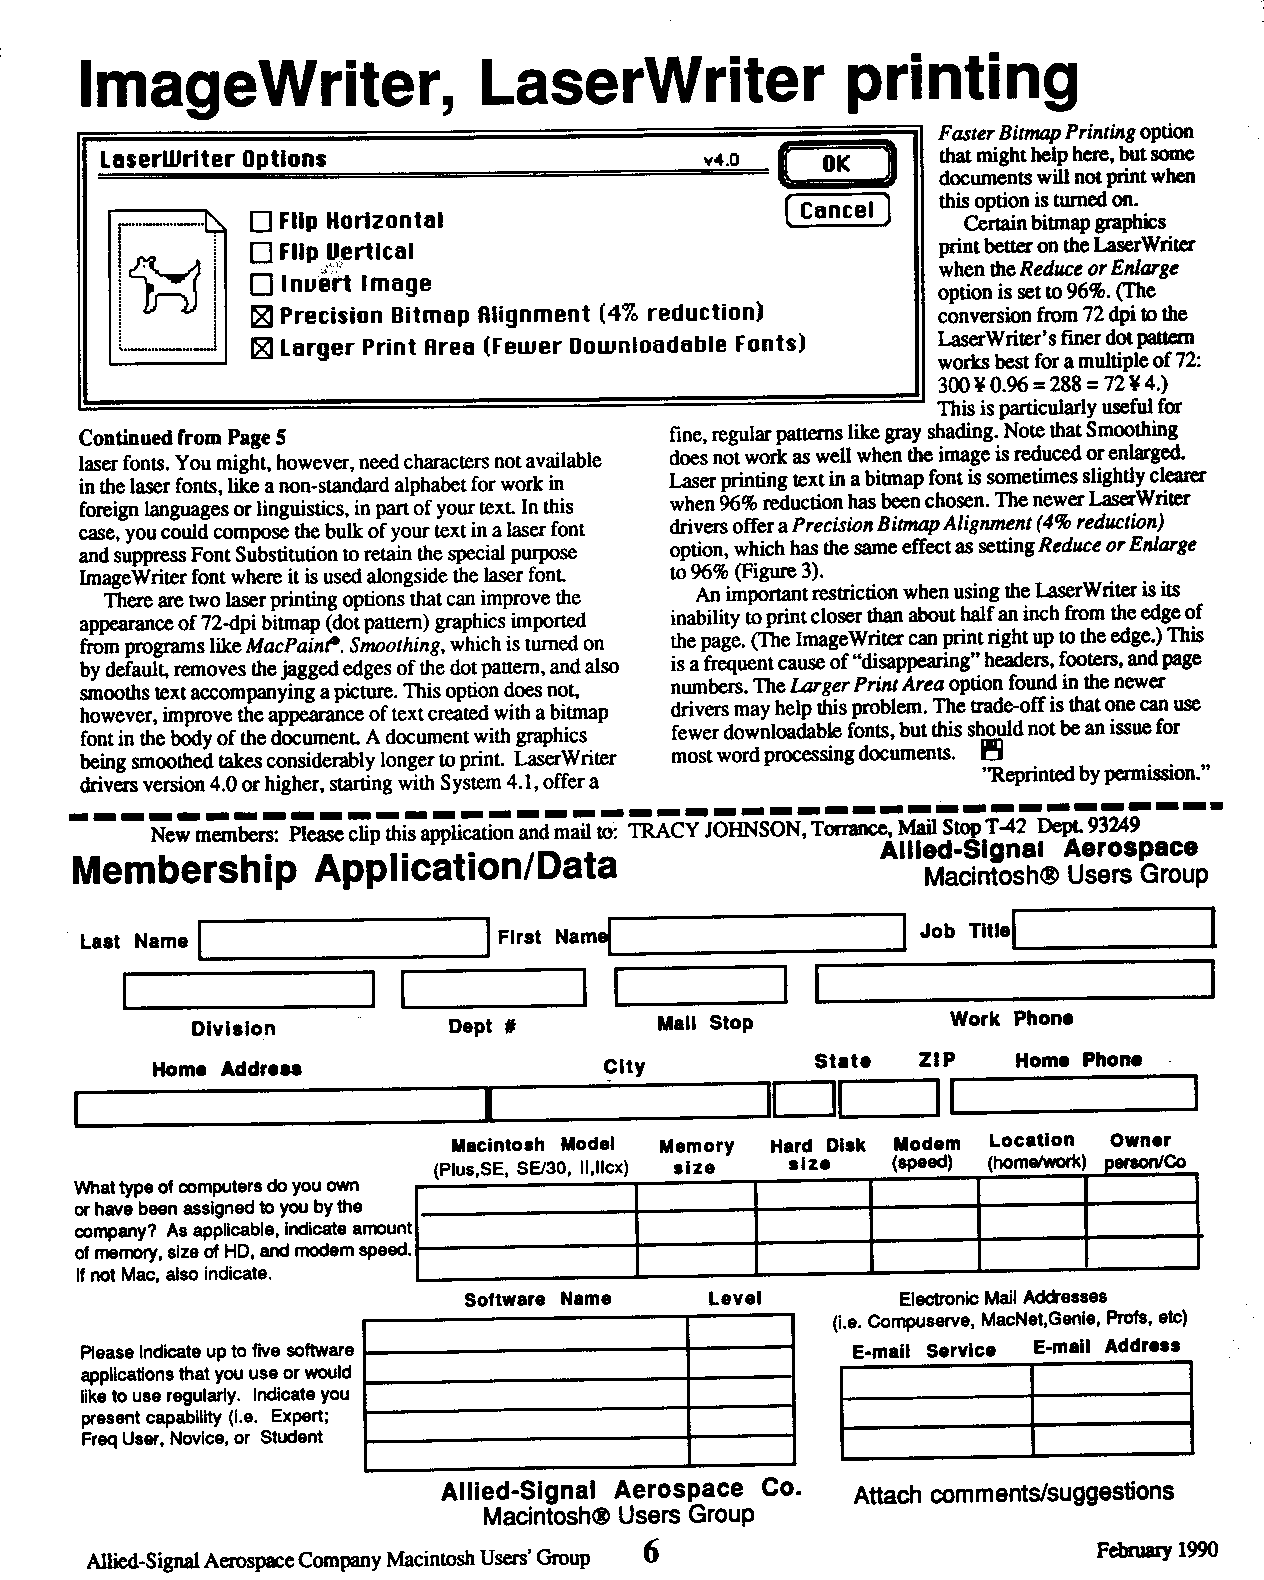 ImageWriter, LaserWriter printing
LaserWriter Options
v4.0
OK
Cancel
Flip Horizontal
Flip Vertical
Invert Image
Precision Bitmap Alignment (4% reduction)
Larger Print Area (Fewer Downloadable Fonts)
Continued from Page 5
laser fonts. You might, however, need characters not available
in the laser fonts, like a non-standard alphabet for work in
foreign languages or linguistics, in part of your text. In this
case, you could compose the bulk of your text in a laser font
and suppress Font Substitution to retain the special purpose
ImageWriter font where it is used alongside the laser font.
There are two laser printing options that can improve the
appearance of 72-dpi bitmap (dot pattern) graphics imported
from programs like MacPaint®. Smoothing, which is turned on
by default, removes the jagged edges of the dot pattern, and also
smooths text accompanying a picture. This option does not,
however, improve the appearance of text created with a bitmap
font in the body of the document. A document with graphics
being smoothed takes considerably longer to print. LaserWriter
drivers version 4.0 or higher, starting with System 4.1, offer a
Faster Bitmap Printing option
that might help here, but some
documents will not print when
this option is turned on.
Certain bitmap graphics
print better on the LaserWriter
when the Reduce or Enlarge
option is set to 96%. (The
conversion from 72 dpi to the
LaserWriter's finer dot pattern
works best for a multiple of 72:
300 ¥ 0.96 = 288 = 72 ¥ 4.)
This is particularly useful for
fine, regular patterns like gray shading. Note that Smoothing
does not work as well when the image is reduced or enlarged.
Laser printing text in a bitmap font is sometimes slightly clearer
when 96% reduction has been chosen. The newer LaserWriter
drivers offer a Precision Bitmap Alignment (4% reduction)
option, which has the same effect as setting Reduce or Enlarge
to 96% (Figure 3).
An important restriction when using the LaserWriter is its
inability to print closer than about half an inch from the edge of
the page. (The ImageWriter can print right up to the edge.) This
is a frequent cause of "disappearing" headers, footers, and page
numbers. The Larger Print Area option found in the newer
drivers may help this problem. The trade-off is that one can use
fewer downloadable fonts, but this should not be an issue for
most word processing documents.
"Reprinted by permission."
New members: Please clip this application and mail to: TRACY JOHNSON, Torrance, Mail Stop T-42 Dept. 93249
Membership Application/Data
Allied-Signal Aerospace
Macintosh® Users Group
Last Name
First Name
Job Title
Division
Dept #
Mail Stop
Work Phone
Home Address
City
State
ZIP
Home Phone
Macintosh Model
(Plus,SE, SE/30, II,IIcx)
Memory
size
Hard Disk
size
Modem
(speed)
Location
(home/work)
Owner
person/Co
What type of computers do you own
or have been assigned to you by the
company? As applicable, indicate amount
of memory, size of HD, and modem speed.
If not Mac, also indicate.
Software Name
Level
Please Indicate up to five software
applications that you use or would
like to use regularly. Indicate you
present capability (i.e. Expert;
Freq User, Novice, or Student
Electronic Mail Addresses
(i.e. Compuserve, MacNet,Genie, Profs, etc)
E-mail Service
E-mail Address
Allied-Signal Aerospace Co.
Macintosh® Users Group
Attach comments/suggestions
Allied-Signal Aerospace Company Macintosh Users' Group
6
February 1990